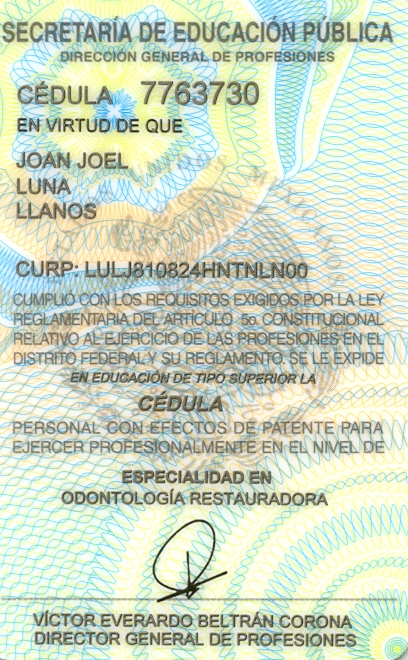 SECRETARÍA DE EDUCACIÓN PÚBLICA
DIRECCIÓN GENERAL DE PROFESIONES
CÉDULA 7763730
EN VIRTUD DE QUE
JOAN JOEL
LUNA
LLANOS
CURP: LULJ810824HNTNLN00
CUMPLIÓ CON LOS REQUISITOS EXIGIDOS POR LA LEY
REGLAMENTARIA DEL ARTÍCULO 5o. CONSTITUCIONAL
RELATIVO AL EJERCICIO DE LAS PROFESIONES EN EL
DISTRITO FEDERAL Y SU REGLAMENTO, SE LE EXPIDE
EN EDUCACIÓN DE TIPO SUPERIOR LA
CÉDULA
PERSONAL CON EFECTOS DE PATENTE PARA
EJERCER PROFESIONALMENTE EN EL NIVEL DE
ESPECIALIDAD EN
ODONTOLOGÍA RESTAURADORA
VÍCTOR EVERARDO BELTRÁN CORONA
DIRECTOR GENERAL DE PROFESIONES